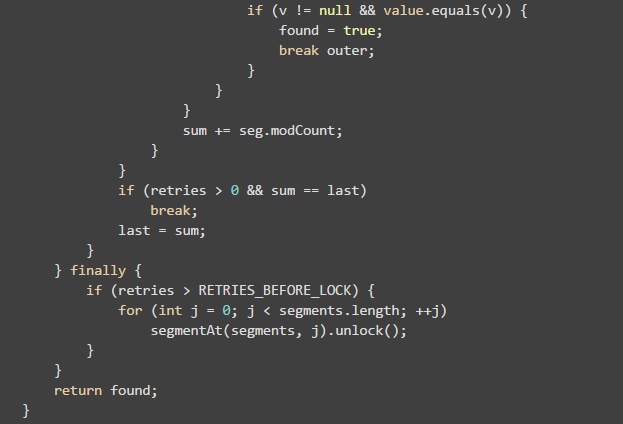 if (v != null && value.equals(v)) {
found = true;
break outer;
}
}
}
sum += seg.modCount;
}
}
if (retries > 0 && sum == last)
break;
last = sum;
}
} finally {
if (retries > RETRIES_BEFORE_LOCK) {
for (int j = 0; j < segments.length; ++j)
segmentAt(segments, j).unlock();
}
}
return found;
}